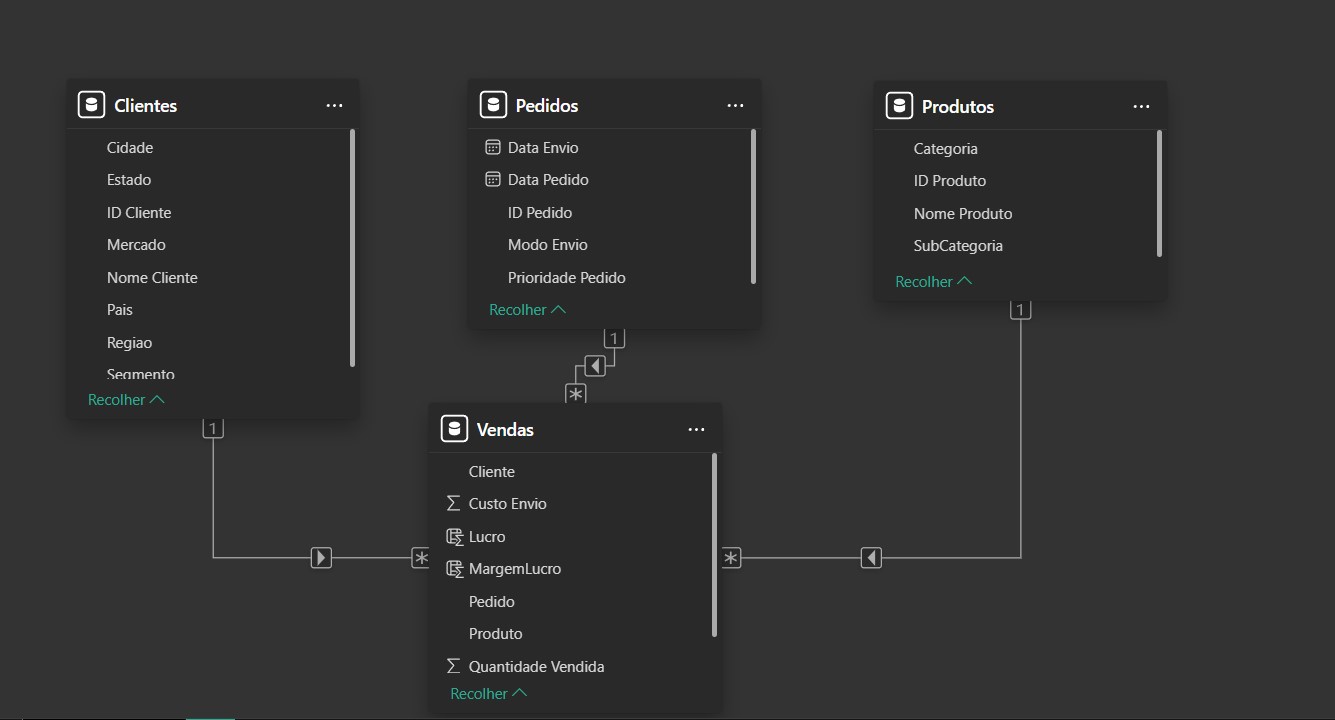 Clientes
Cidade
Estado
ID Cliente
Mercado
Nome Cliente
Pais
Regiao
Segmento
Recolher
1
Pedidos
Data Envio
Data Pedido
ID Pedido
Modo Envio
Prioridade Pedido
Recolher
1
*
Produtos
Categoria
ID Produto
Nome Produto
SubCategoria
Recolher
1
Vendas
Cliente
Σ Custo Envio
Lucro
MargemLucro
Pedido
Produto
Σ Quantidade Vendida
Recolher
*
*